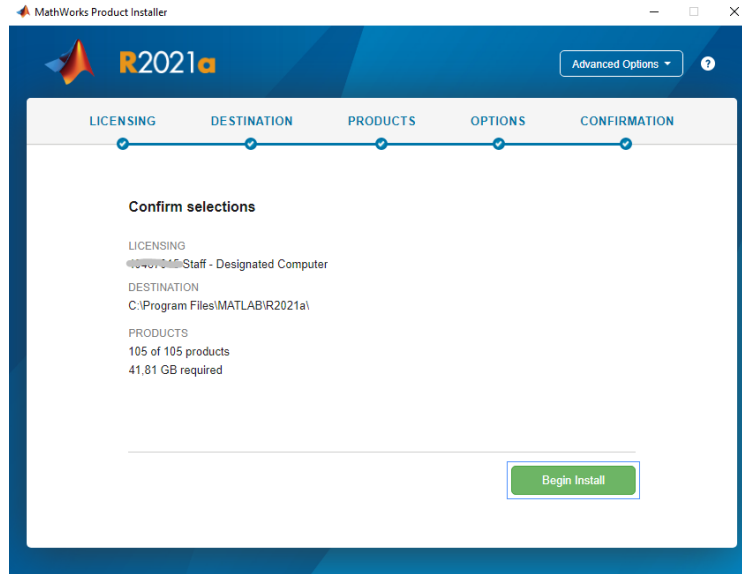 MathWorks Product Installer
R2021a
Advanced Options
?
LICENSING DESTINATION PRODUCTS OPTIONS CONFIRMATION
Confirm selections
LICENSING
Staff - Designated Computer
DESTINATION
C:\Program Files\MATLAB\R2021a\
PRODUCTS
105 of 105 products
41,81 GB required
Begin Install